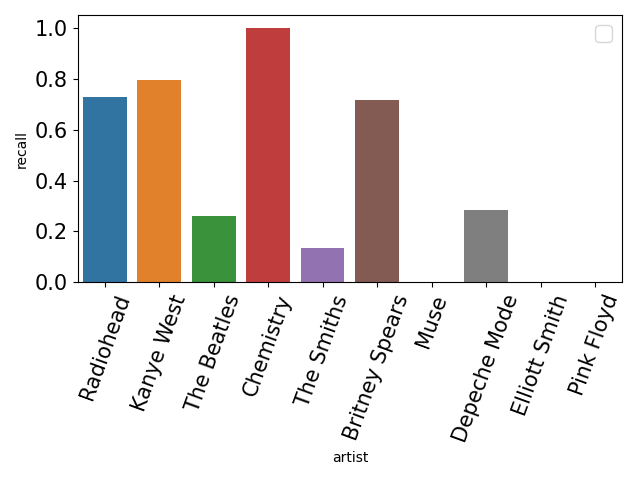 1.0
0.8
0.6
0.4
0.2
0.0
recall
Radiohead
Kanye West
The Beatles
Chemistry
The Smiths
Britney Spears
Muse
Depeche Mode
Elliott Smith
Pink Floyd
artist